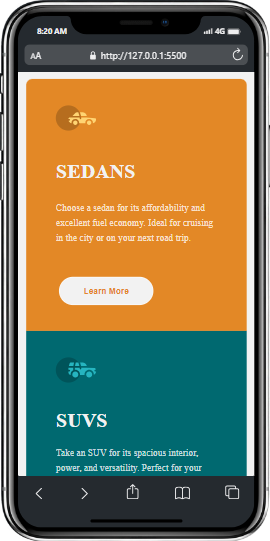 8:20 AM
4G
AA
http://127.0.0.1:5500
SEDANS
Choose a sedan for its affordability and
excellent fuel economy. Ideal for cruising
in the city or on your next road trip.
Learn More
SUVS
Take an SUV for its spacious interior,
power, and versatility. Perfect for your